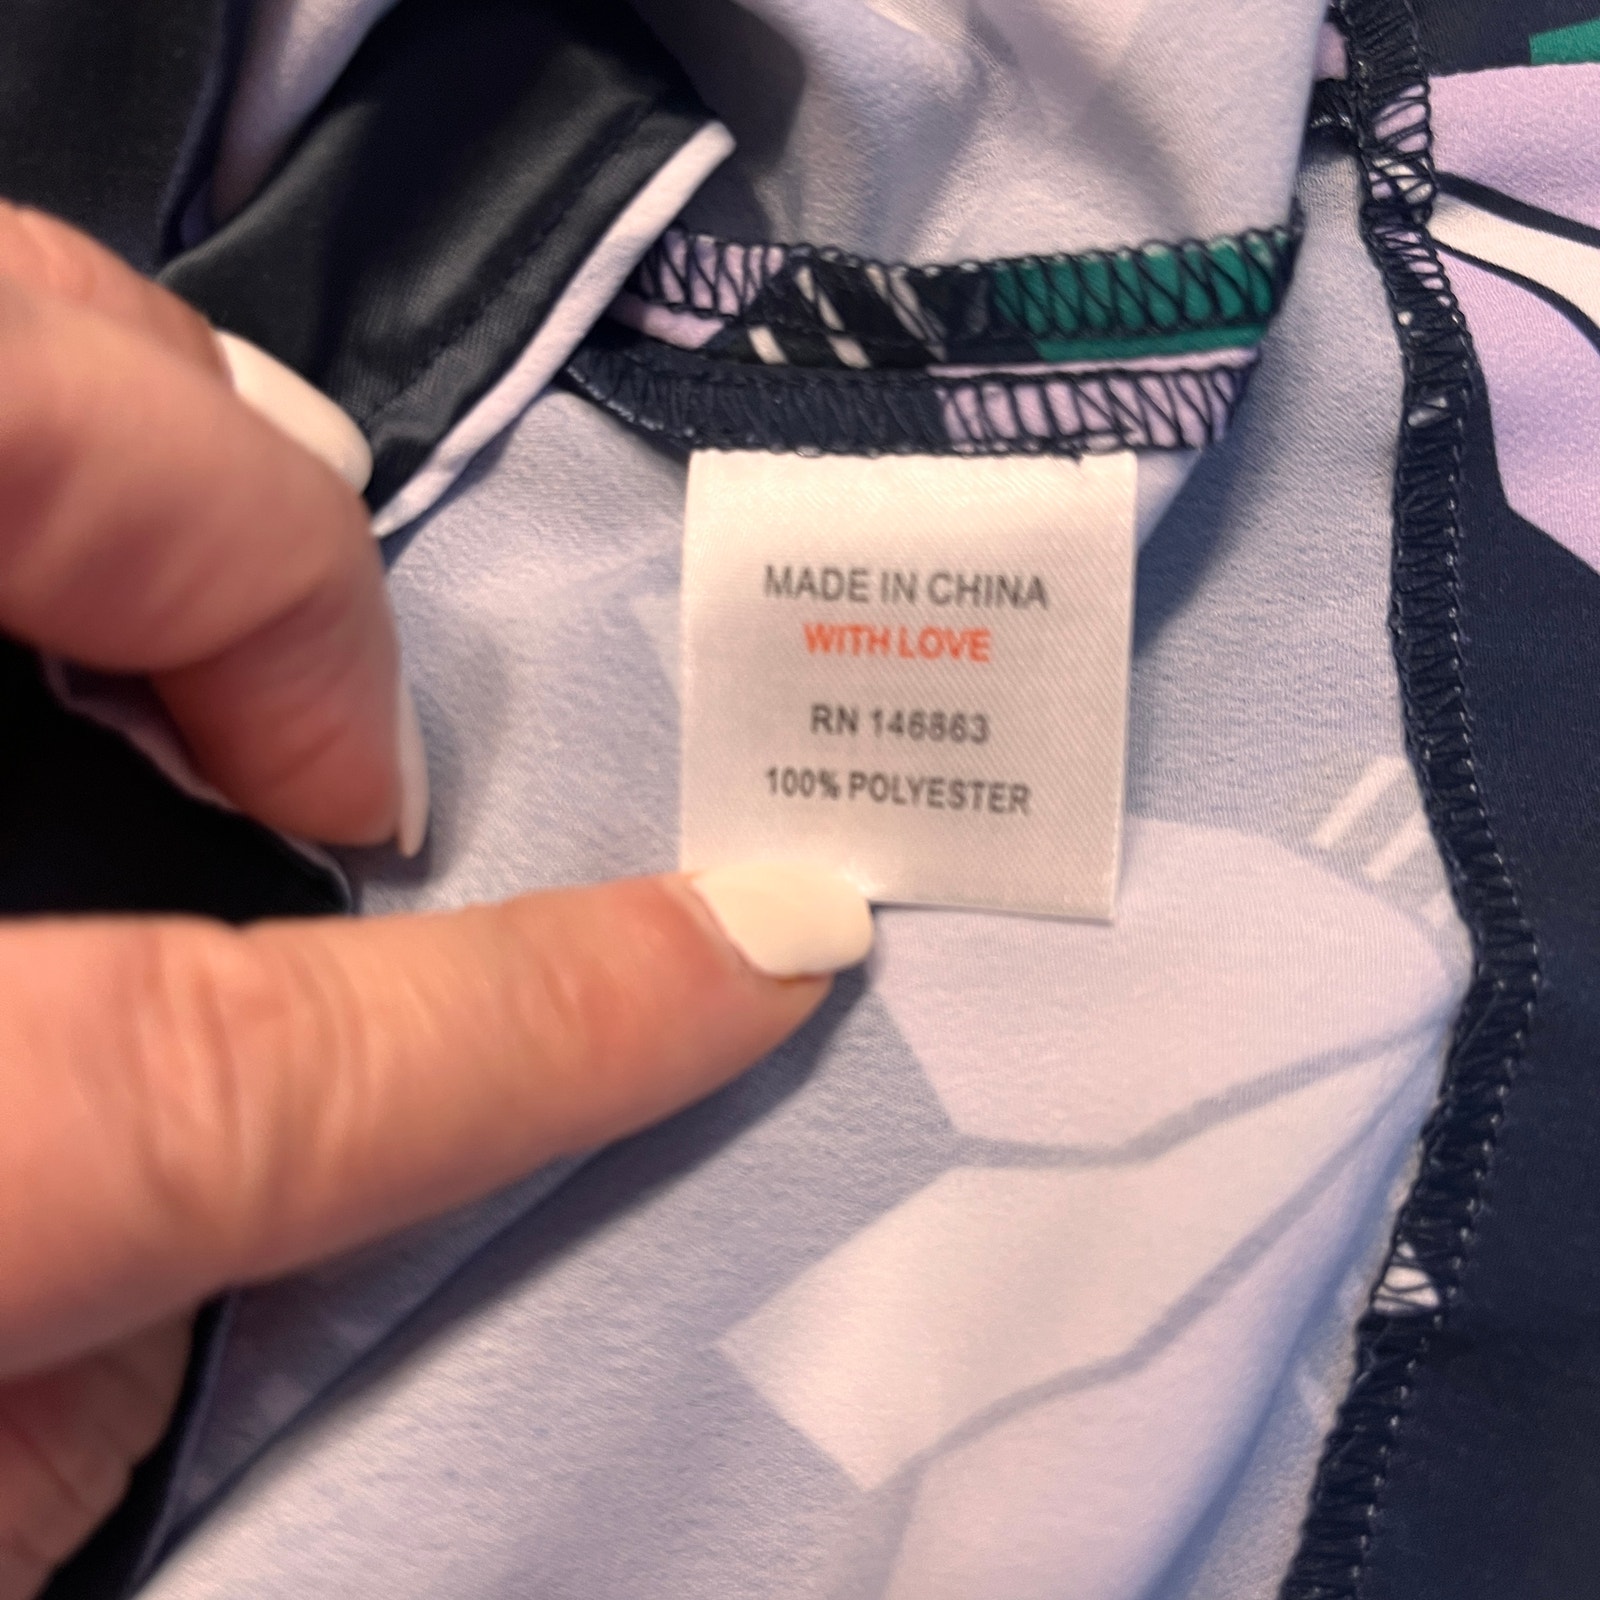 MADE IN CHINA
WITH LOVE
RN 146863
100% POLYESTER